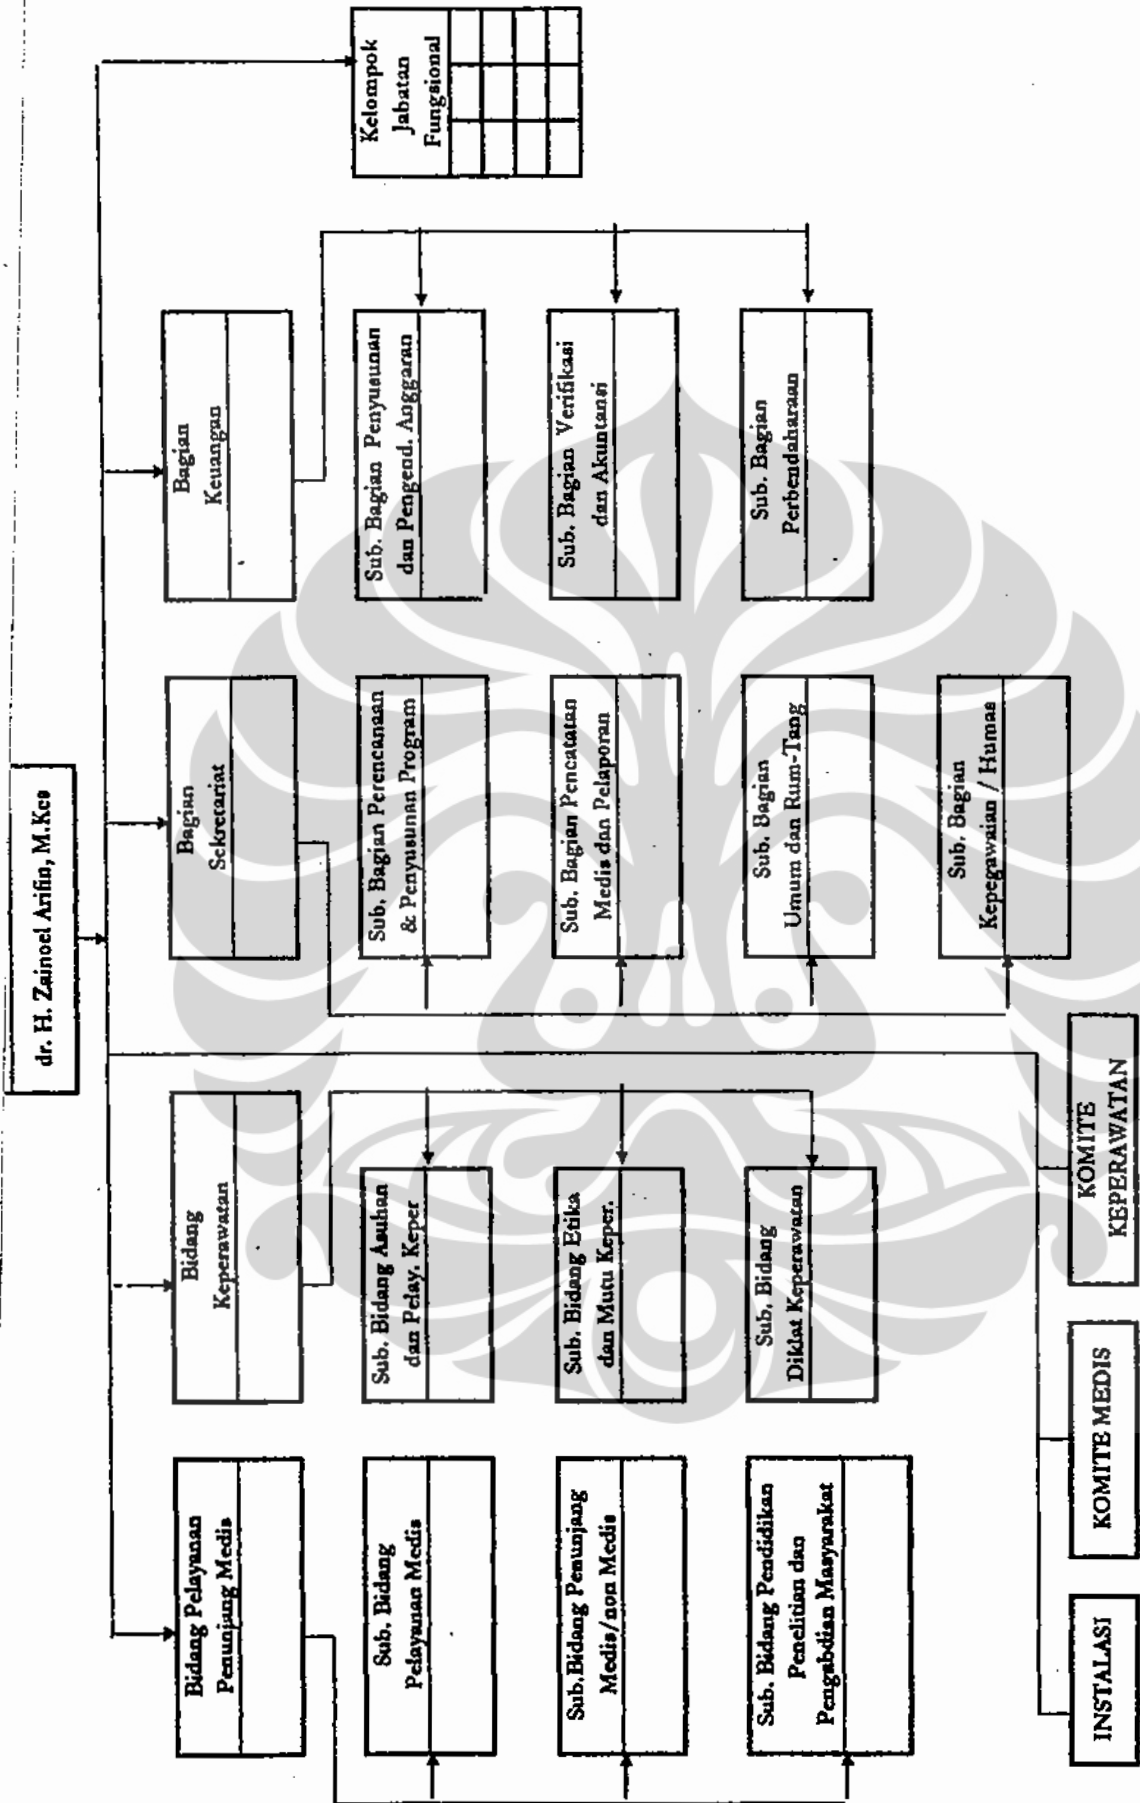 dr. H. Zainoel Arifin, M.Kes
Bidang Pelayanan
Penunjang Medis
Sub. Bidang
Pelayanan Medis
Sub.Bidang Penunjang
Medis/non Medis
Sub. Bidang Pendidikan
Penelitian dan
Pengabdian Masyarakat
Bidang
Keperawatan
Sub. Bidang Asuhan
dan Pelay. Keper
Sub. Bidang Etika
dan Mutu Keper.
Sub. Bidang
Diklat Keperawatan
Bagian
Sekretariat
Sub. Bagian Perencanaan
& Penyusunan Program
Sub. Bagian Pencatatan
Medis dan Pelaporan
Sub. Bagian
Umum dan Rum-Tang
Sub. Bagian
Kepegawaian / Humas
Bagian
Keuangan
Sub. Bagian Penyusunan
dan Pengend. Anggaran
Sub. Bagian Verifikasi
dan Akuntansi
Sub. Bagian
Perbendaharaan
Kelompok
Jabatan
Fungsional
INSTALASI
KOMITE MEDIS
KOMITE
KEPERAWATAN